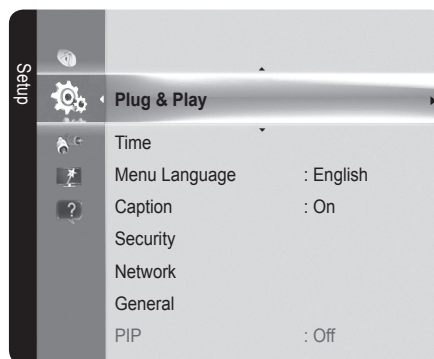 Setup
Plug & Play
Time
Menu Language : English
Caption : On
Security
Network
General
PIP : Off